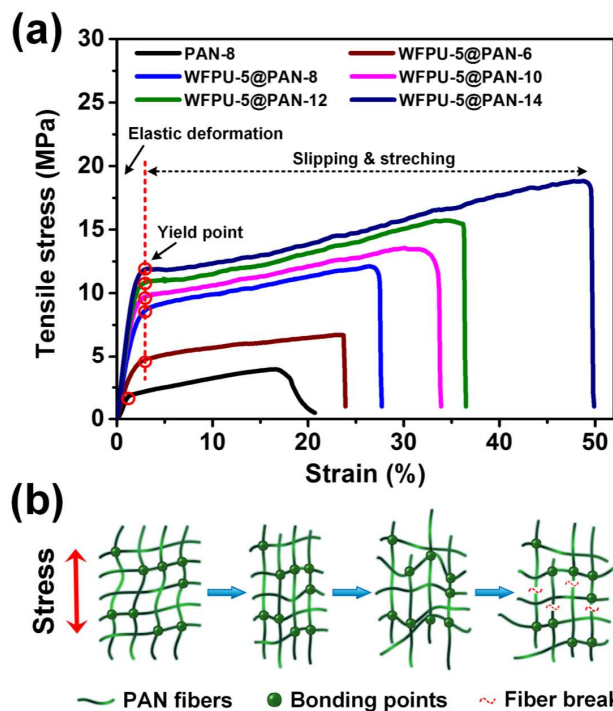 (a)
30
25
20
15
10
5
0
Tensile stress (MPa)
PAN-8
WFPU-5@PAN-6
WFPU-5@PAN-8
WFPU-5@PAN-10
WFPU-5@PAN-12
WFPU-5@PAN-14
Elastic deformation
Slipping & streching
Yield point
0 10 20 30 40 50
Strain (%)
(b)
Stress
PAN fibers
Bonding points
Fiber break